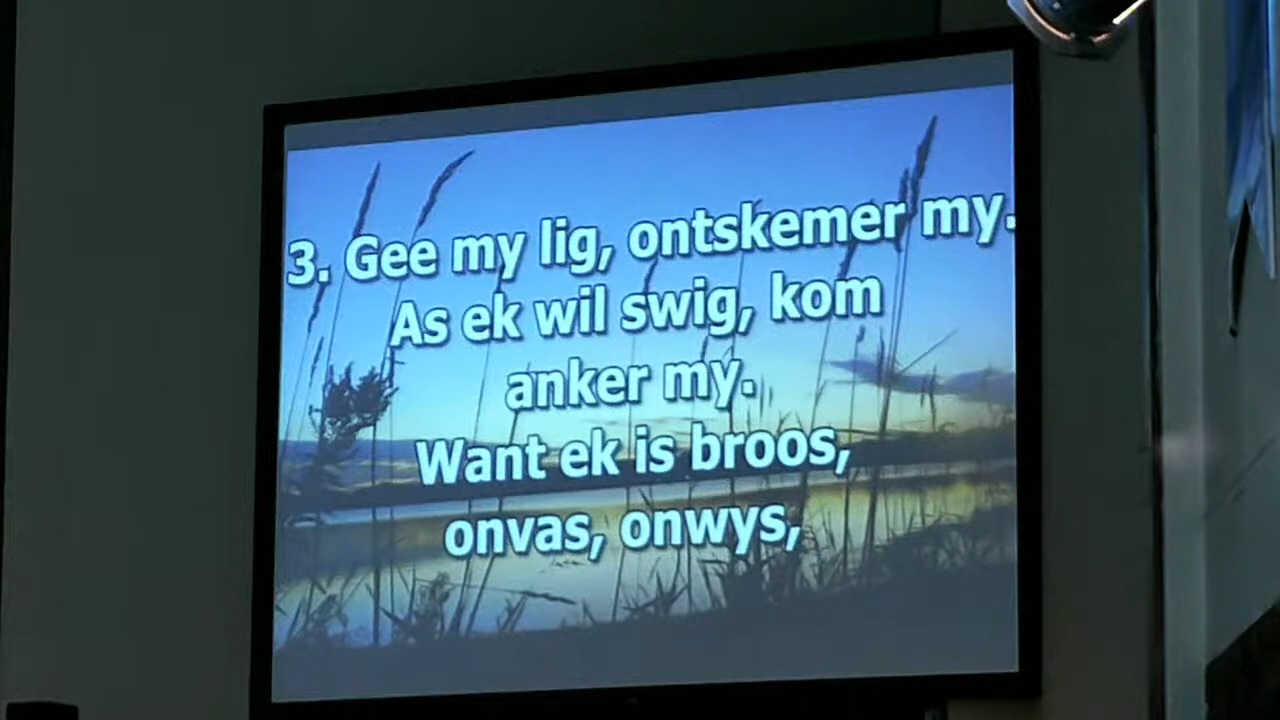 3. Gee my lig, ontskemer my.
As ek wil swig, kom
anker my.
Want ek is broos,
onvas, onwys,